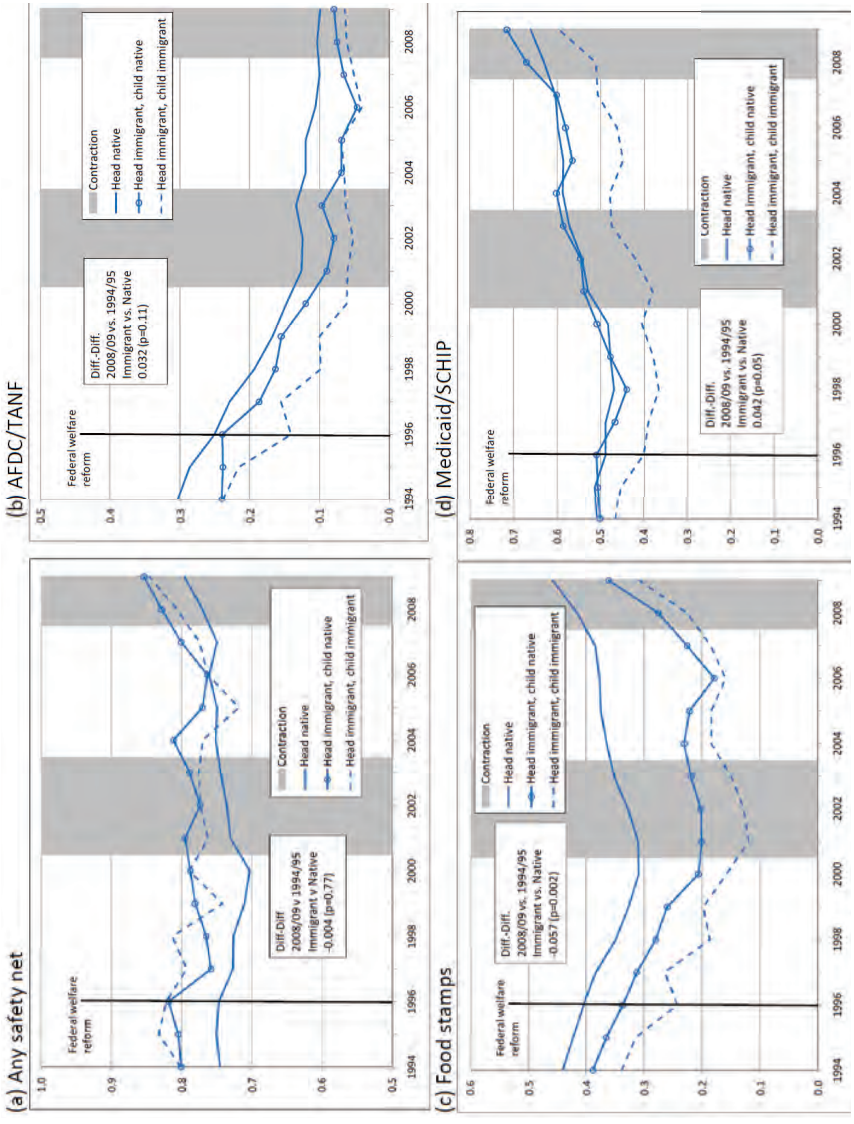 (a) Any safety net
1.0
0.9
0.8
0.7
0.6
0.5
Federal welfare
reform
Diff-Diff
2008/09 v 1994/95
Immigrant v Native
-0.004 (p=0.77)
Contraction
Head native
Head immigrant, child native
Head immigrant, child immigrant
1994
1996
1998
2000
2002
2004
2006
2008
(b) AFDC/TANF
0.5
0.4
0.3
0.2
0.1
0.0
Federal welfare
reform
Diff.-Diff.
2008/09 vs. 1994/95
Immigrant vs. Native
0.032 (p=0.11)
Contraction
Head native
Head immigrant, child native
Head immigrant, child immigrant
1994
1996
1998
2000
2002
2004
2006
2008
(c) Food stamps
0.6
0.5
0.4
0.3
0.2
0.1
0.0
Federal welfare
reform
Diff.-Diff.
2008/09 vs. 1994/95
Immigrant vs. Native
-0.057 (p=0.002)
Contraction
Head native
Head immigrant, child native
Head immigrant, child immigrant
1994
1996
1998
2000
2002
2004
2006
2008
(d) Medicaid/SCHIP
0.8
0.7
0.6
0.5
0.4
0.3
0.2
0.1
0.0
Federal welfare
reform
Diff.-Diff.
2008/09 vs. 1994/95
Immigrant vs. Native
0.042 (p=0.05)
Contraction
Head native
Head immigrant, child native
Head immigrant, child immigrant
1994
1996
1998
2000
2002
2004
2006
2008